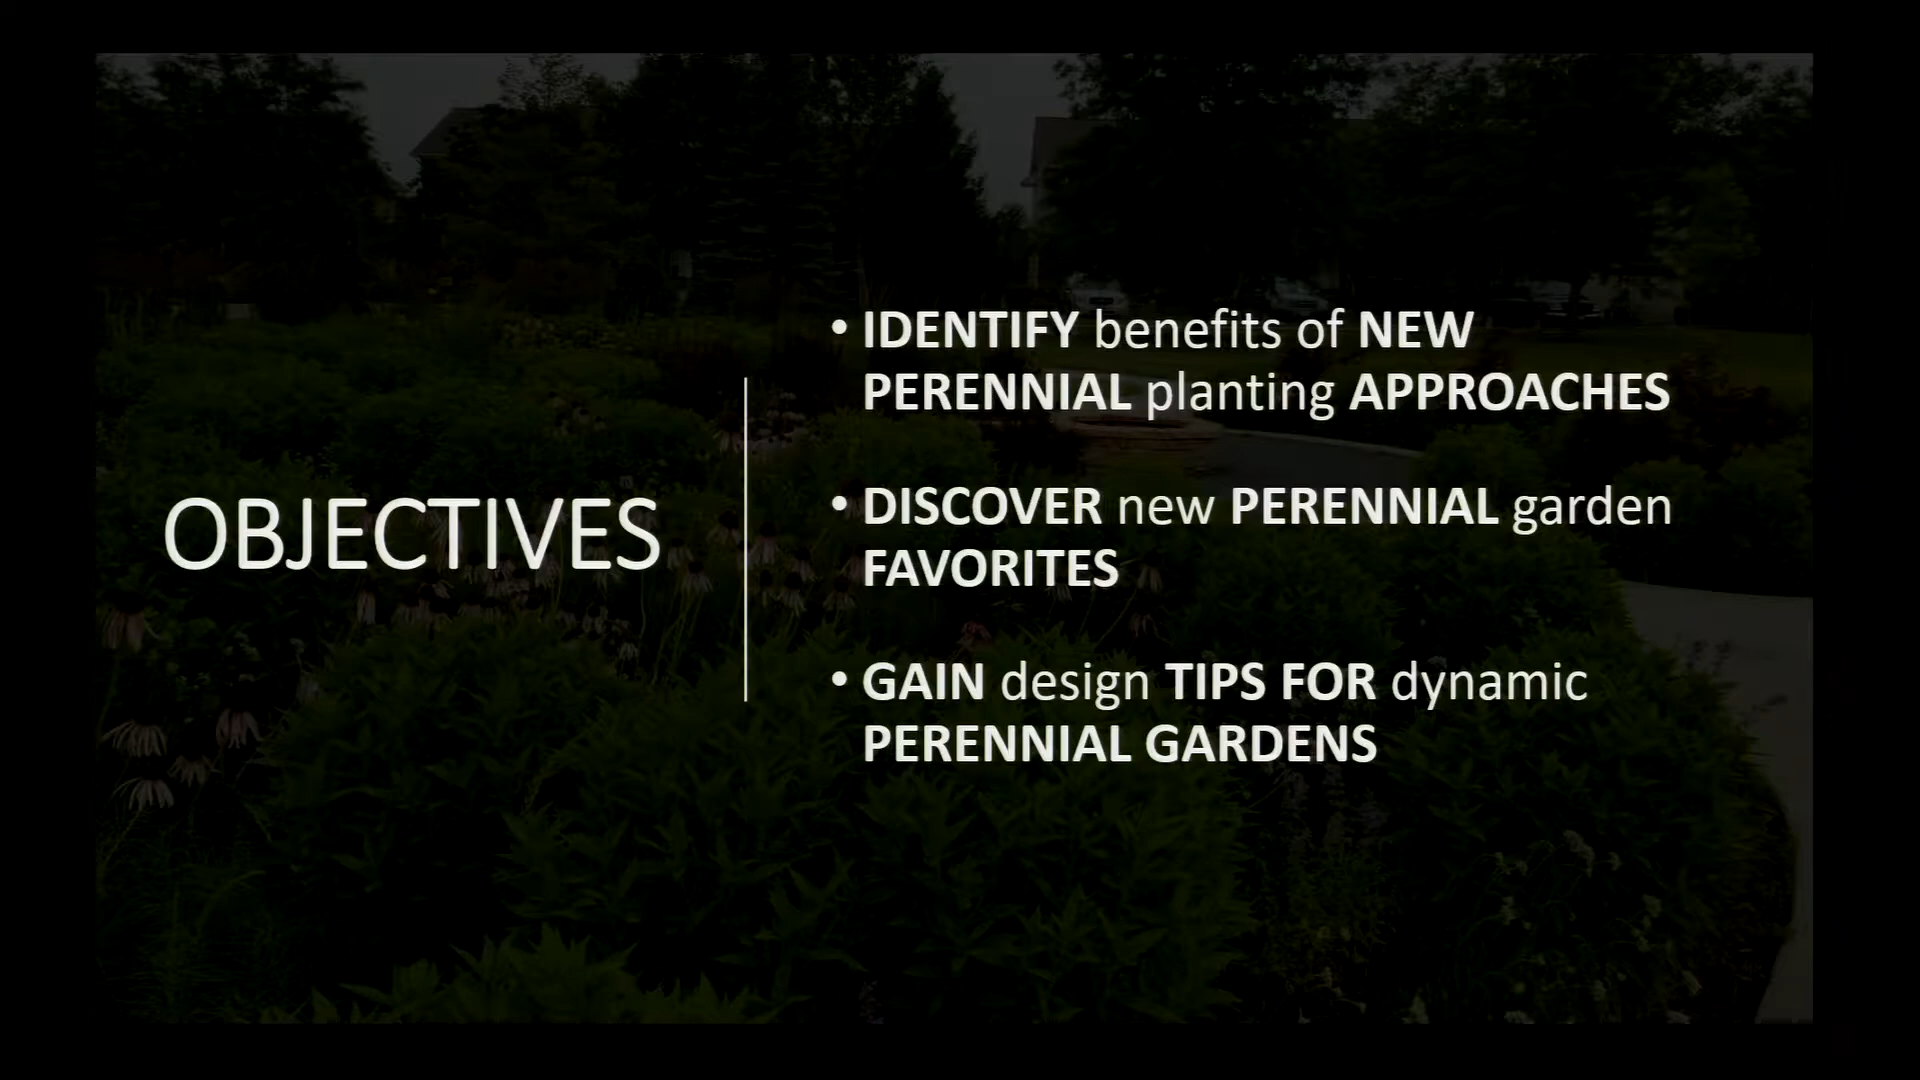 OBJECTIVES
• IDENTIFY benefits of NEW
PERENNIAL planting APPROACHES
• DISCOVER new PERENNIAL garden
FAVORITES
• GAIN design TIPS FOR dynamic
PERENNIAL GARDENS